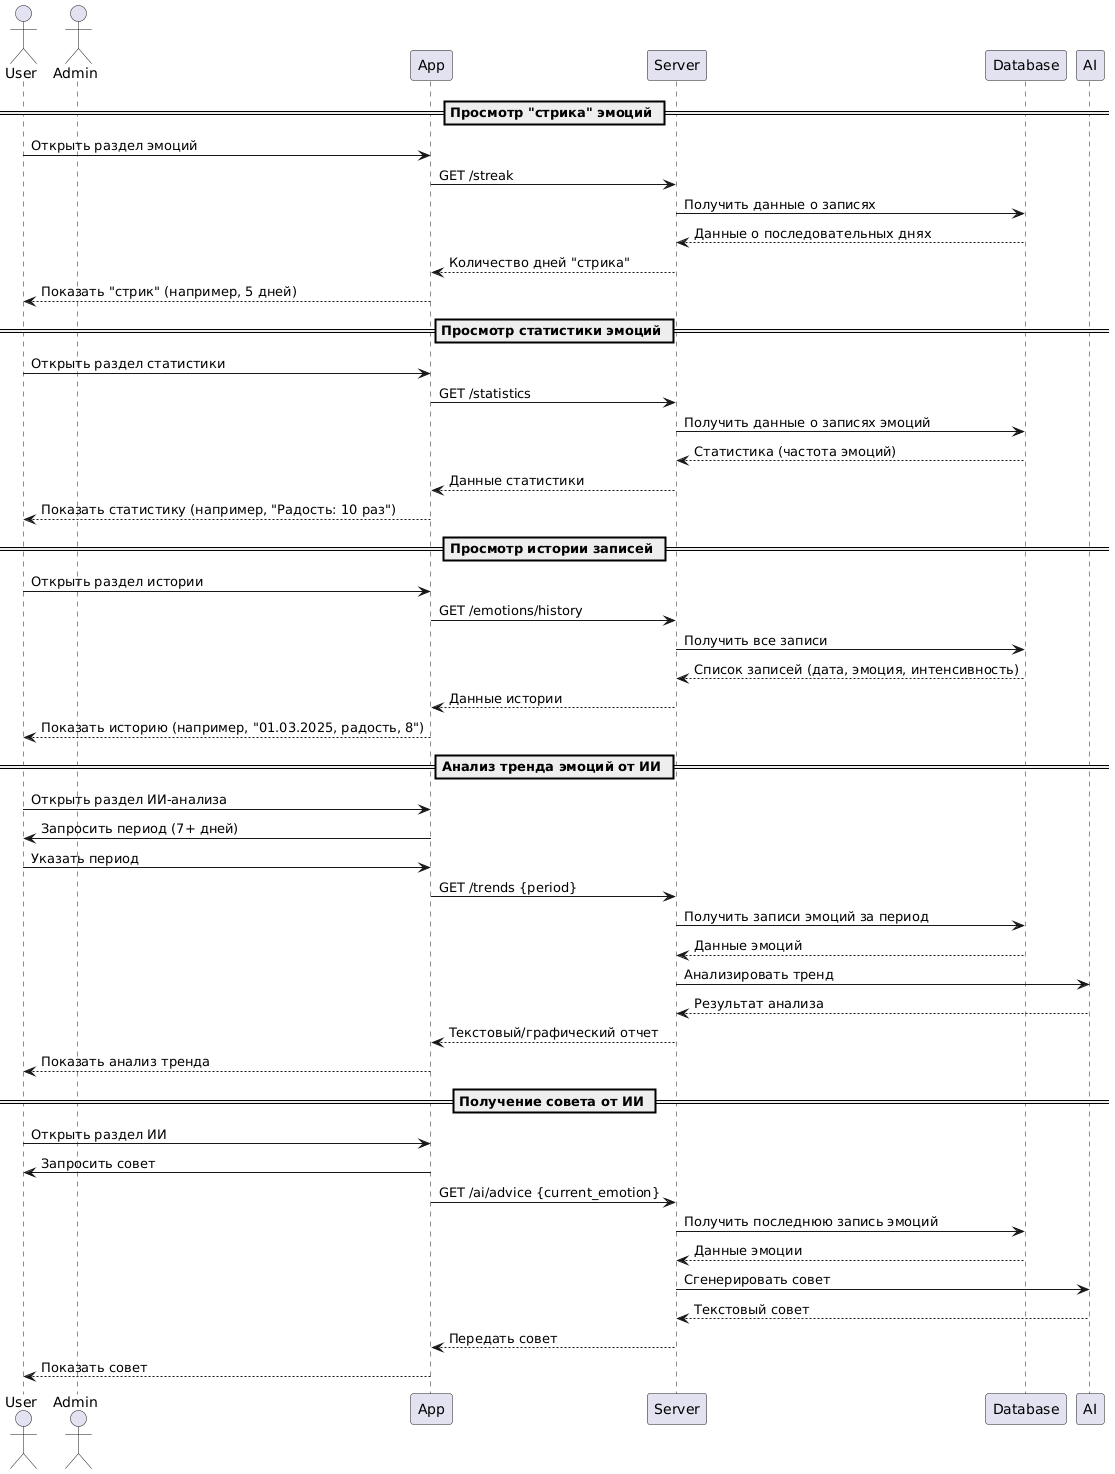 User Admin App Server Database AI
Просмотр "стрика" эмоций
Открыть раздел эмоций
GET /streak
Получить данные о записях
Данные о последовательных днях
Количество дней "стрика"
Показать "стрик" (например, 5 дней)
Просмотр статистики эмоций
Открыть раздел статистики
GET /statistics
Получить данные о записях эмоций
Статистика (частота эмоций)
Данные статистики
Показать статистику (например, "Радость: 10 раз")
Просмотр истории записей
Открыть раздел истории
GET /emotions/history
Получить все записи
Список записей (дата, эмоция, интенсивность)
Данные истории
Показать историю (например, "01.03.2025, радость, 8")
Анализ тренда эмоций от ИИ
Открыть раздел ИИ-анализа
Запросить период (7+ дней)
Указать период
GET /trends {period}
Получить записи эмоций за период
Данные эмоций
Анализировать тренд
Результат анализа
Текстовый/графический отчет
Показать анализ тренда
Получение совета от ИИ
Открыть раздел ИИ
Запросить совет
GET /ai/advice {current_emotion}
Получить последнюю запись эмоций
Данные эмоции
Сгенерировать совет
Текстовый совет
Передать совет
Показать совет
User Admin App Server Database AI